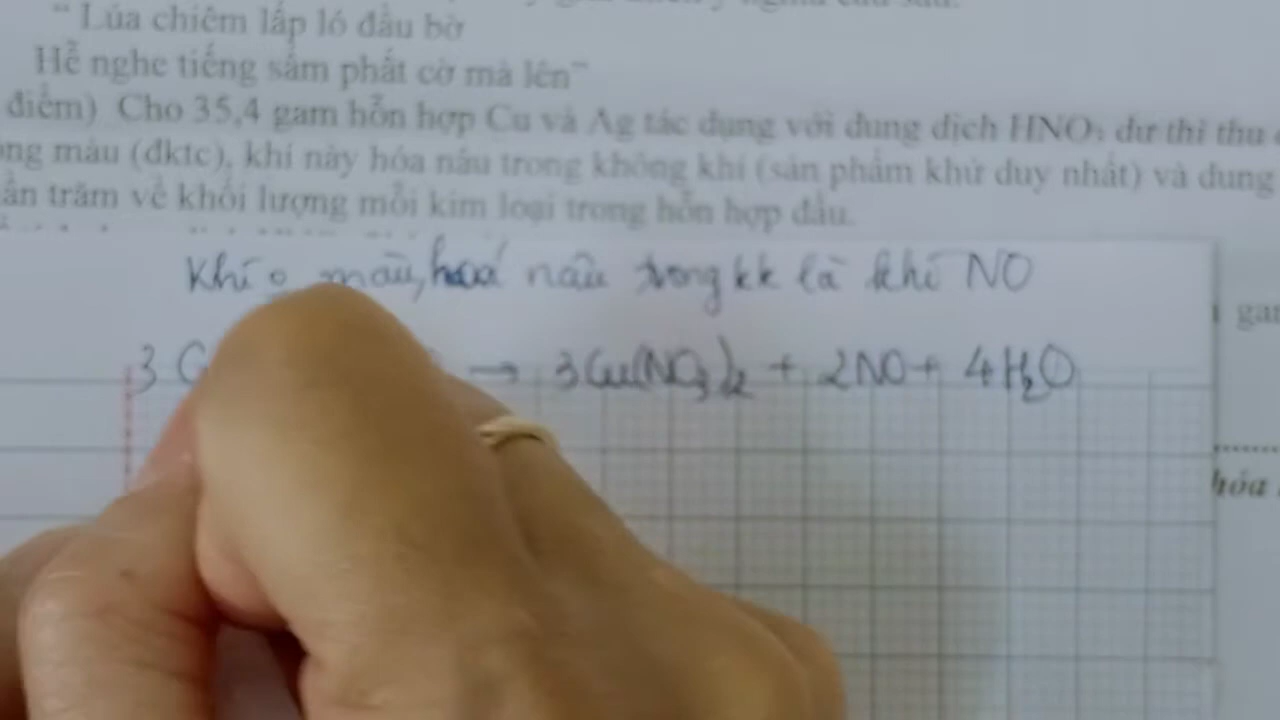 “ Lúa chiêm lấp ló đầu bờ
Hễ nghe tiếng sấm phất cờ mà lên”
điểm) Cho 35,4 gam hỗn hợp Cu và Ag tác dụng với dung dịch HNO₃ dư thì thu
ng màu (đktc), khí này hóa nâu trong không khí (sản phẩm khử duy nhất) và dung
ần trăm về khối lượng mỗi kim loại trong hỗn hợp đầu.
Khí o màu, hoá nâu trong kk là khí NO
gam
3 C → 3Cu(NO₃)₂ + 2NO + 4H₂O
hóa